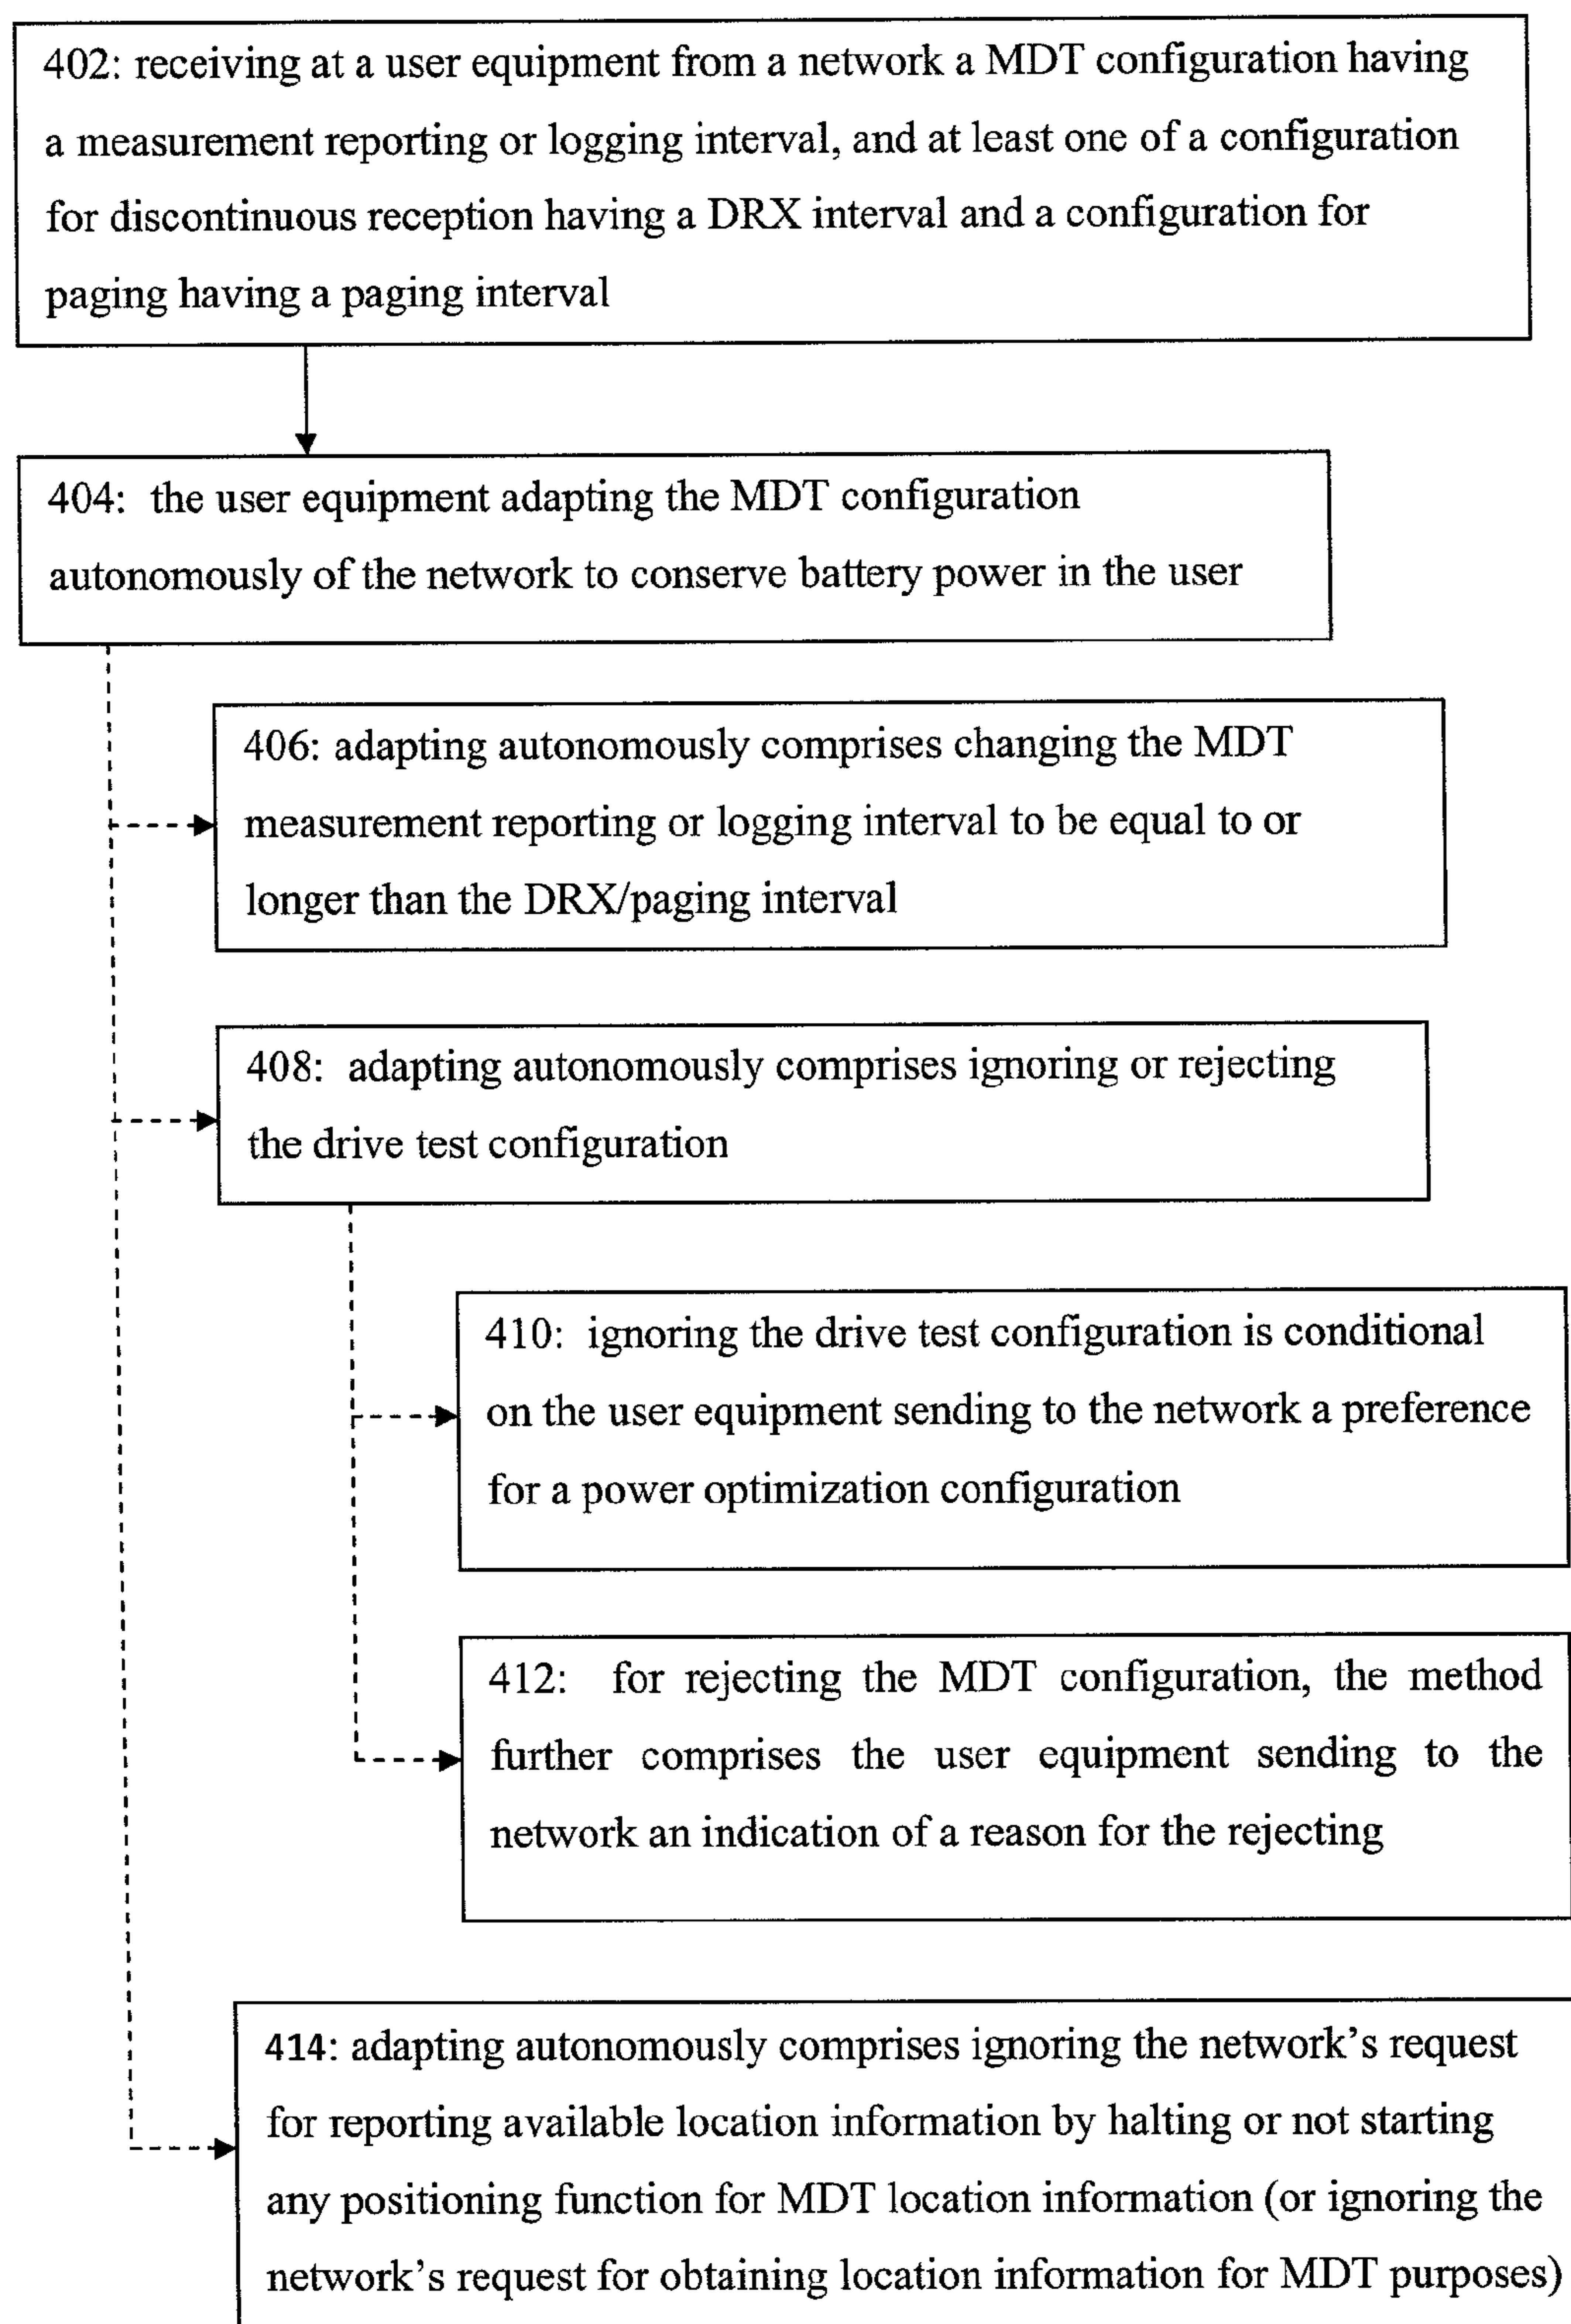 402: receiving at a user equipment from a network a MDT configuration having
a measurement reporting or logging interval, and at least one of a configuration
for discontinuous reception having a DRX interval and a configuration for
paging having a paging interval
404: the user equipment adapting the MDT configuration
autonomously of the network to conserve battery power in the user
406: adapting autonomously comprises changing the MDT
measurement reporting or logging interval to be equal to or
longer than the DRX/paging interval
408: adapting autonomously comprises ignoring or rejecting
the drive test configuration
410: ignoring the drive test configuration is conditional
on the user equipment sending to the network a preference
for a power optimization configuration
412: for rejecting the MDT configuration, the method
further comprises the user equipment sending to the
network an indication of a reason for the rejecting
414: adapting autonomously comprises ignoring the network’s request
for reporting available location information by halting or not starting
any positioning function for MDT location information (or ignoring the
network’s request for obtaining location information for MDT purposes)